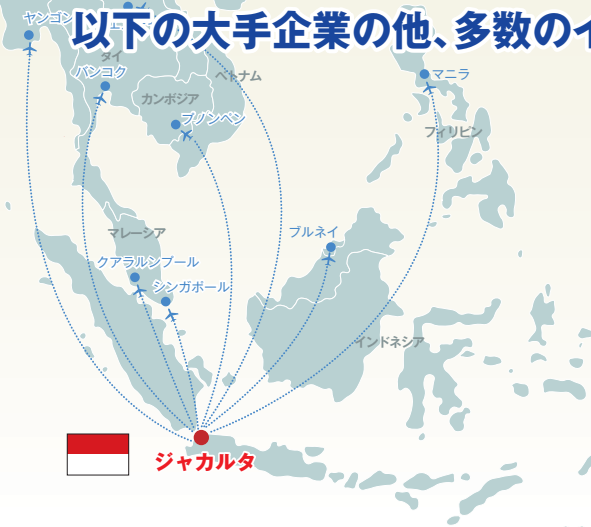 以下の大手企業の他、多数のイ
ヤンゴン
タイ
バンコク
ベトナム
マニラ
カンボジア
プノンペン
フィリピン
マレーシア
ブルネイ
クアラルンプール
シンガポール
インドネシア
ジャカルタ